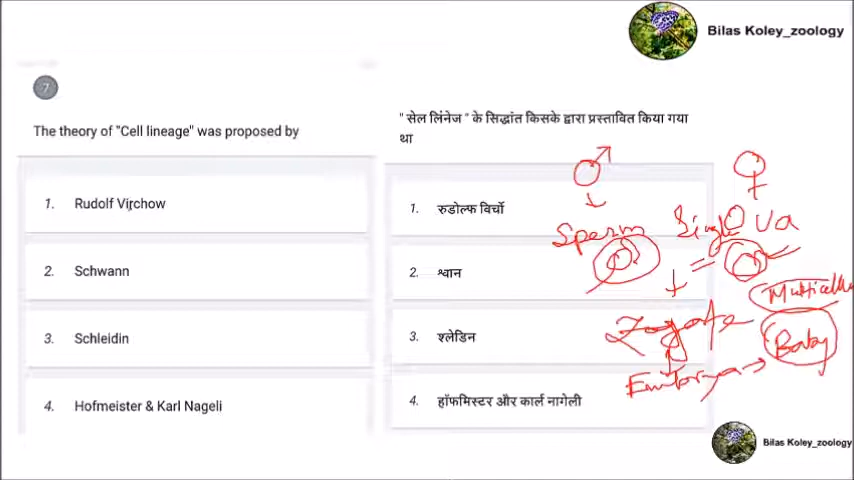 Bilas Koley_zoology
7
The theory of "Cell lineage" was proposed by
1. Rudolf Virchow
2. Schwann
3. Schleidin
4. Hofmeister & Karl Nageli
" सेल लिंनेज " के सिद्धांत किसके द्वारा प्रस्तावित किया गया
था
1. रुडोल्फ विर्चो
2. श्वान
3. श्लेडिन
4. हॉफमिस्टर और कार्ल नागेली
Sperm
Single
Ova
Zygote
Baby
Embryo
Bilas Koley_zoology